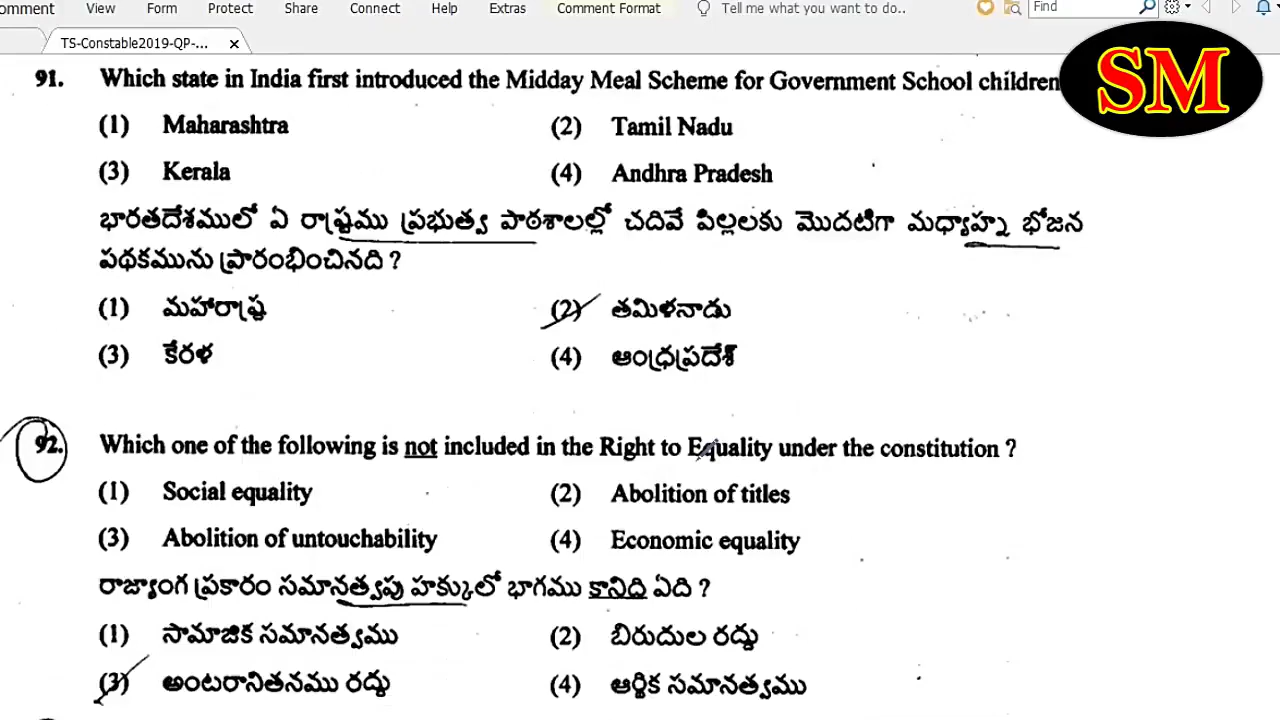 omment View Form Protect Share Connect Help Extras Comment Format Tell me what you want to do.. Find
TS-Constable2019-QP-... ×
SM
91. Which state in India first introduced the Midday Meal Scheme for Government School children
(1) Maharashtra (2) Tamil Nadu
(3) Kerala (4) Andhra Pradesh
భారతదేశములో ఏ రాష్ట్రము ప్రభుత్వ పాఠశాలల్లో చదివే పిల్లలకు మొదటిగా మధ్యాహ్న భోజన
పథకమును ప్రారంభించినది ?
(1) మహారాష్ట్ర (2) తమిళనాడు
(3) కేరళ (4) ఆంధ్రప్రదేశ్
92. Which one of the following is not included in the Right to Equality under the constitution ?
(1) Social equality (2) Abolition of titles
(3) Abolition of untouchability (4) Economic equality
రాజ్యాంగ ప్రకారం సమానత్వపు హక్కులో భాగము కానిది ఏది ?
(1) సామాజిక సమానత్వము (2) బిరుదుల రద్దు
(3) అంటరానితనము రద్దు (4) ఆర్థిక సమానత్వము